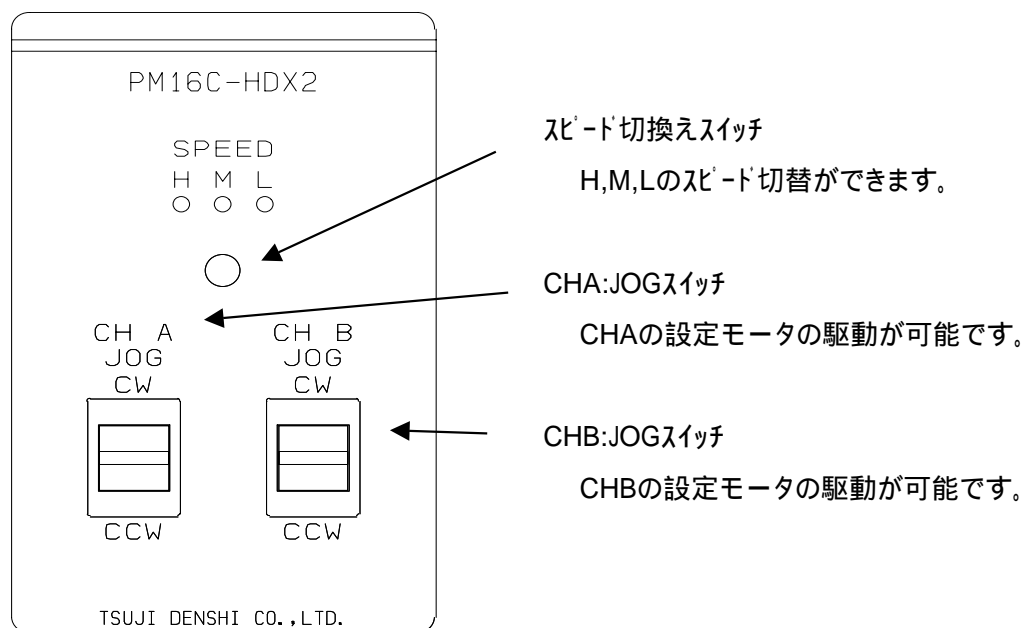 PM16C-HDX2
SPEED
H M L
CH A
JOG
CW
CCW
CH B
JOG
CW
CCW
TSUJI DENSHI CO.,LTD.
ｽﾋﾟｰﾄﾞ切換えｽｲｯﾁ
H,M,Lのｽﾋﾟｰﾄﾞ切替ができます。
CHA:JOGｽｲｯﾁ
CHAの設定モータの駆動が可能です。
CHB:JOGｽｲｯﾁ
CHBの設定モータの駆動が可能です。